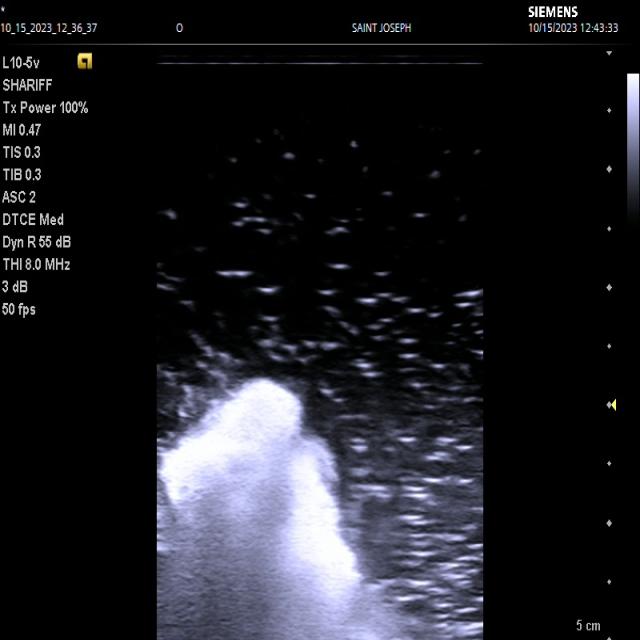 *
SIEMENS
10_15_2023_12_36_37
O
SAINT JOSEPH
10/15/2023 12:43:33
L10-5v
SHARIFF
Tx Power 100%
MI 0.47
TIS 0.3
TIB 0.3
ASC 2
DTCE Med
Dyn R 55 dB
THI 8.0 MHz
3 dB
50 fps
5 cm